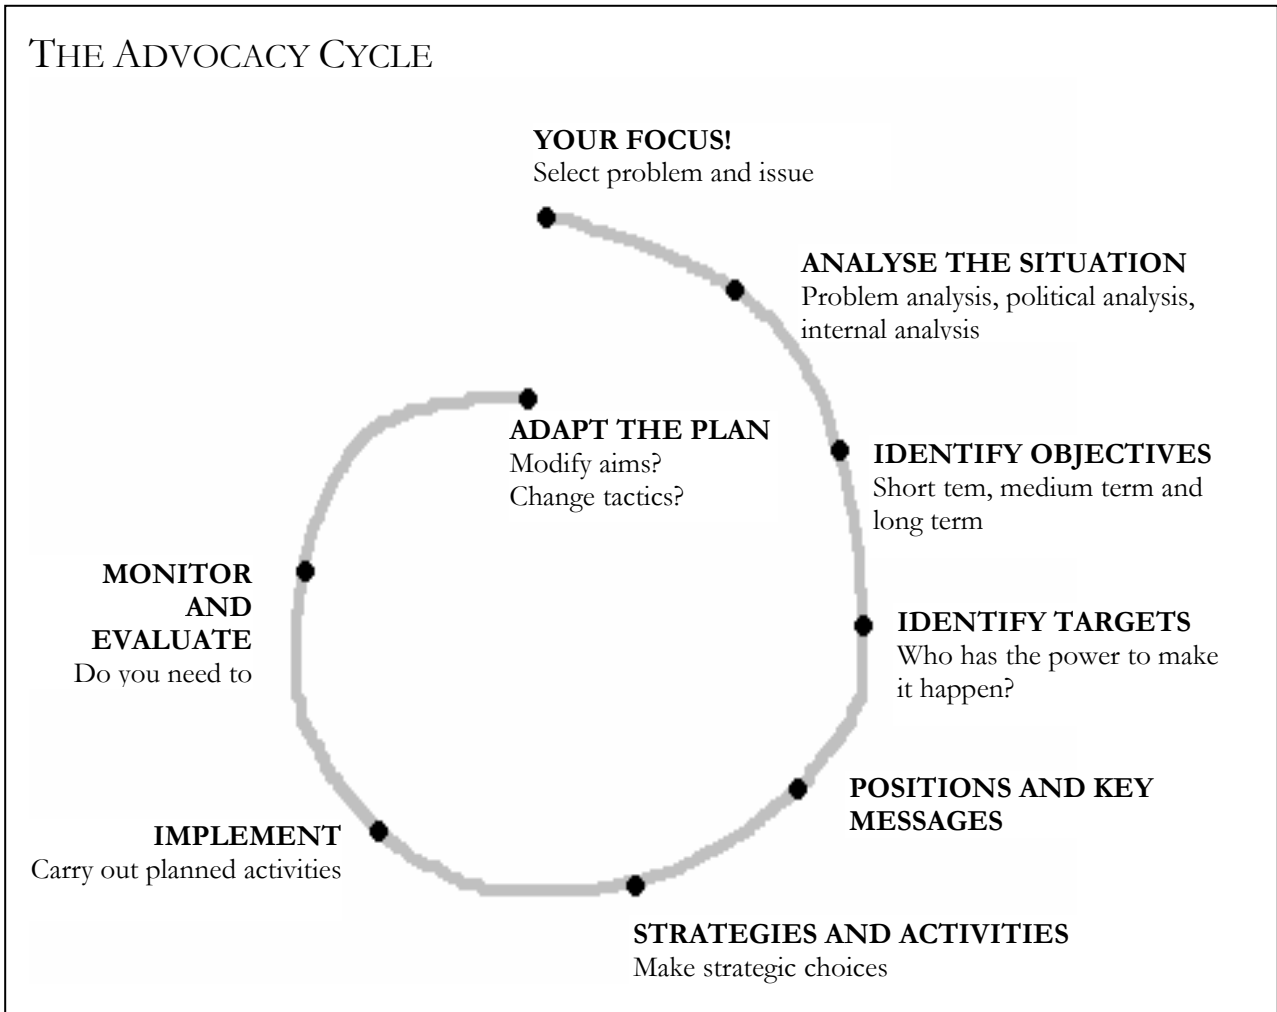 THE ADVOCACY CYCLE
YOUR FOCUS!
Select problem and issue
ANALYSE THE SITUATION
Problem analysis, political analysis,
internal analysis
IDENTIFY OBJECTIVES
Short tem, medium term and
long term
IDENTIFY TARGETS
Who has the power to make
it happen?
POSITIONS AND KEY
MESSAGES
STRATEGIES AND ACTIVITIES
Make strategic choices
IMPLEMENT
Carry out planned activities
MONITOR
AND
EVALUATE
Do you need to
ADAPT THE PLAN
Modify aims?
Change tactics?